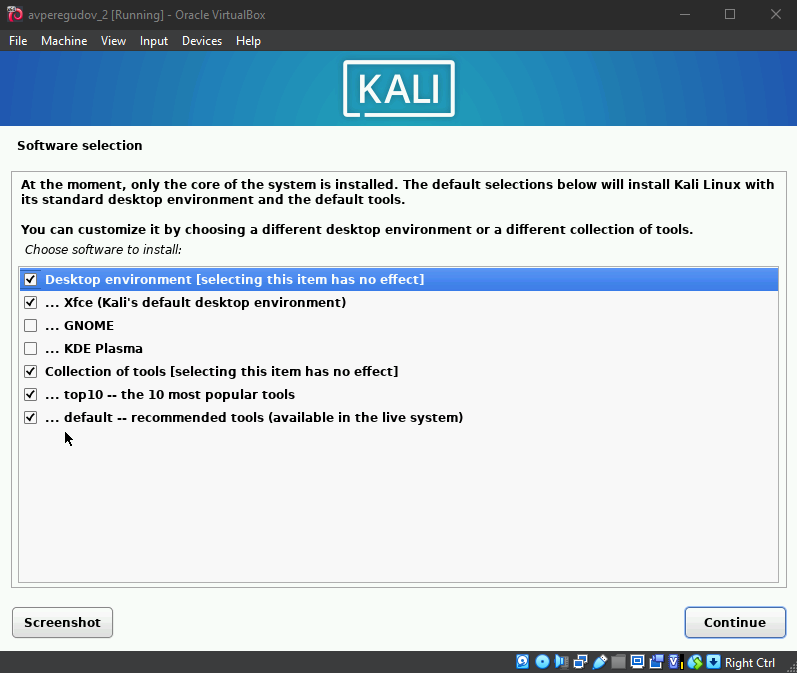 avperegudov_2 [Running] - Oracle VirtualBox
File Machine View Input Devices Help
KALI
Software selection
At the moment, only the core of the system is installed. The default selections below will install Kali Linux with
its standard desktop environment and the default tools.
You can customize it by choosing a different desktop environment or a different collection of tools.
Choose software to install:
Desktop environment [selecting this item has no effect]
... Xfce (Kali's default desktop environment)
... GNOME
... KDE Plasma
Collection of tools [selecting this item has no effect]
... top10 -- the 10 most popular tools
... default -- recommended tools (available in the live system)
Screenshot Continue
Right Ctrl